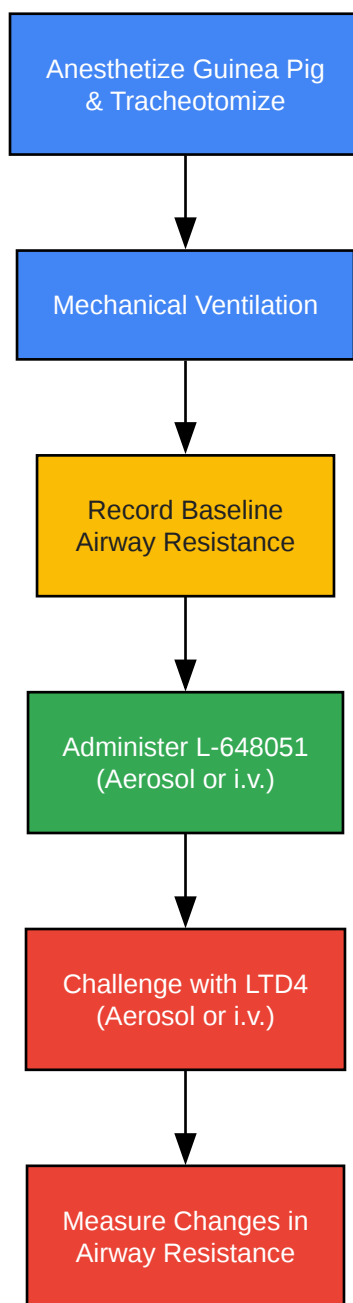 Anesthetize Guinea Pig
& Tracheotomize
Mechanical Ventilation
Record Baseline
Airway Resistance
Administer L-648051
(Aerosol or i.v.)
Challenge with LTD4
(Aerosol or i.v.)
Measure Changes in
Airway Resistance